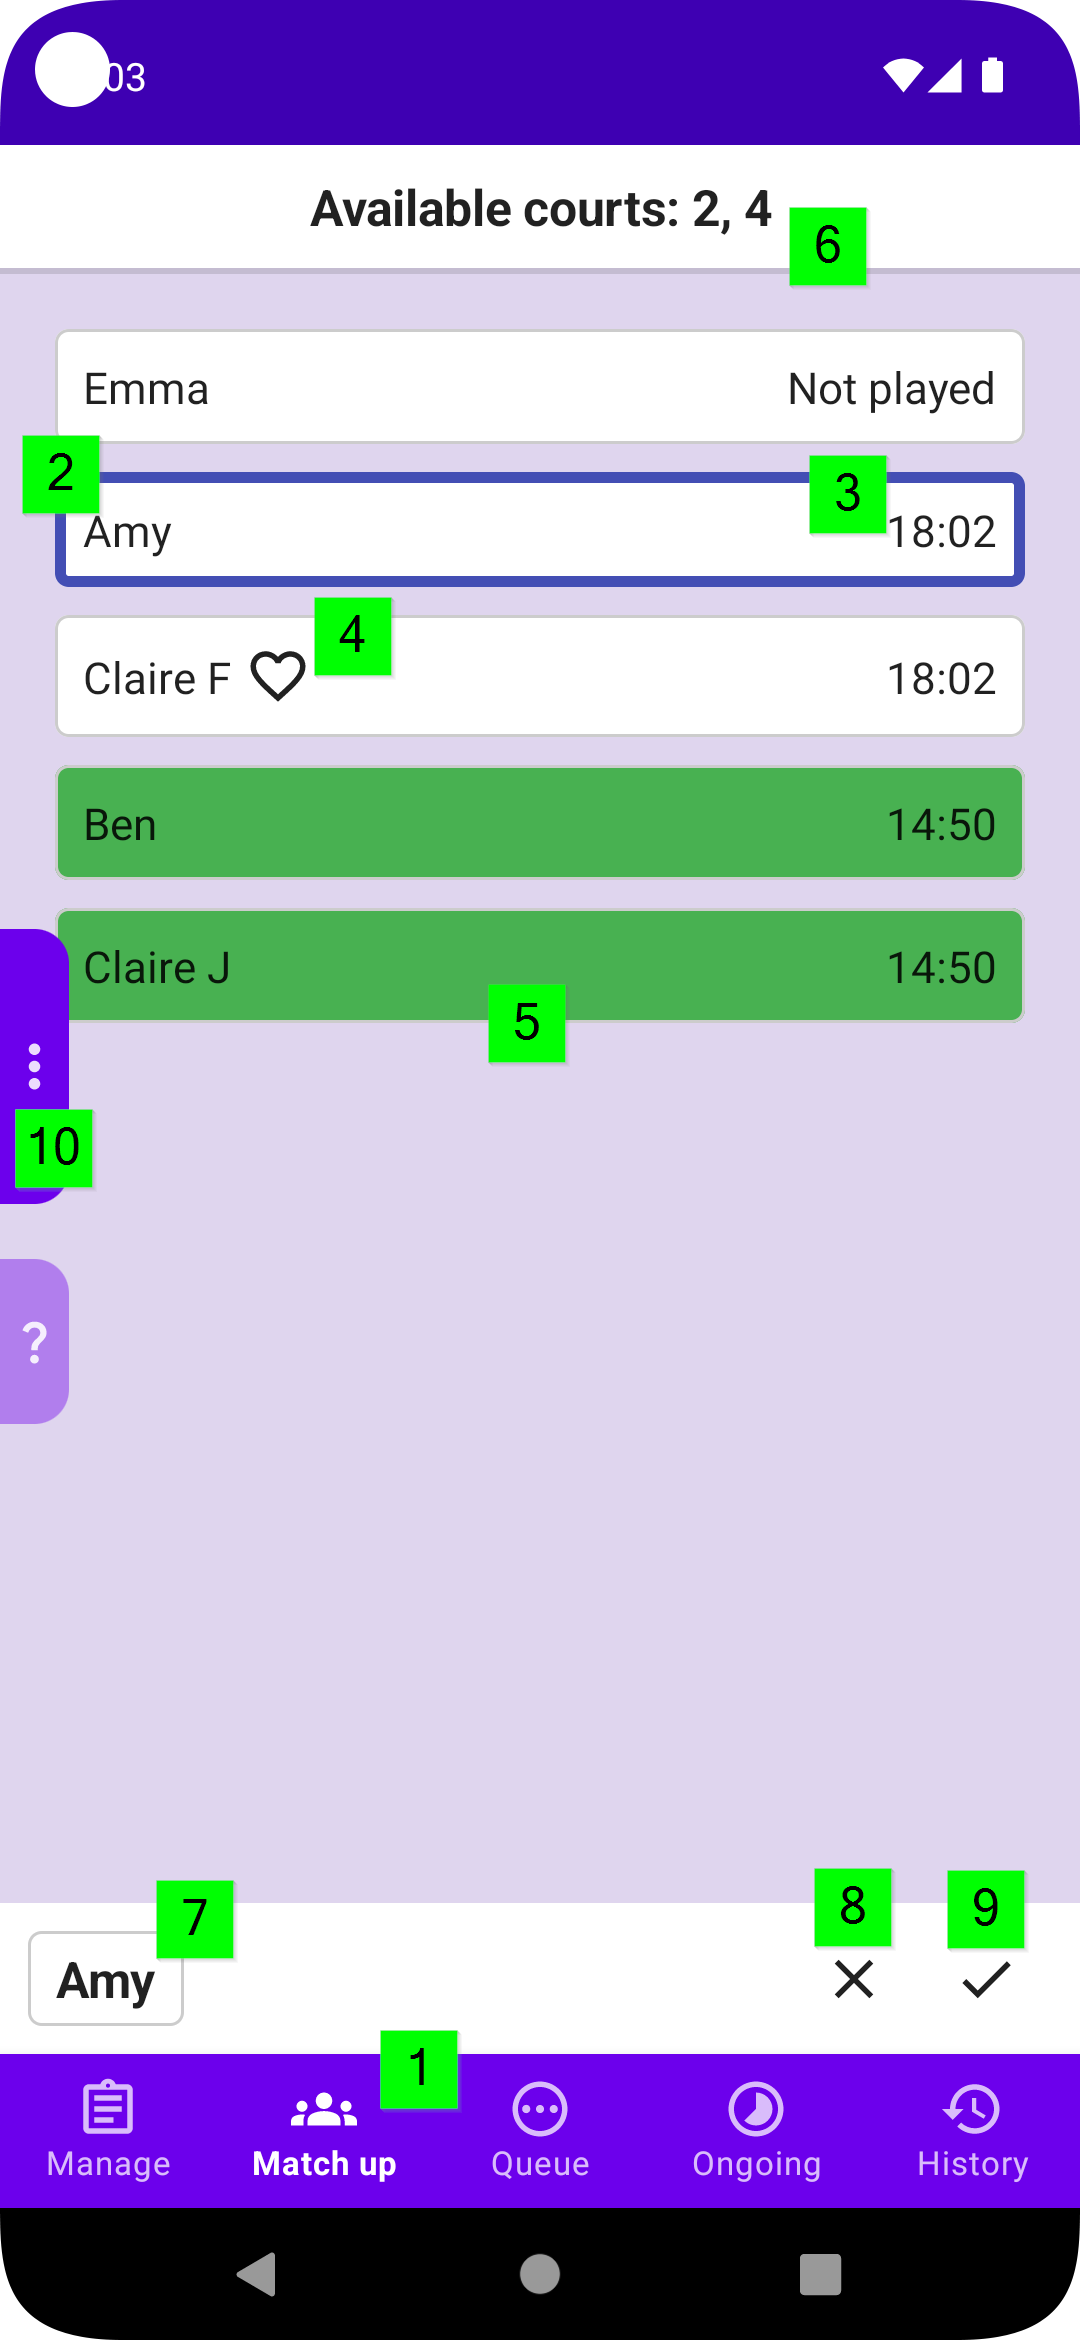 03
Available courts: 2, 4
6
Emma Not played
2
3
Amy 18:02
4
Claire F 18:02
Ben 14:50
Claire J 14:50
5
10
?
7
8
9
Amy
1
Manage Match up Queue Ongoing History